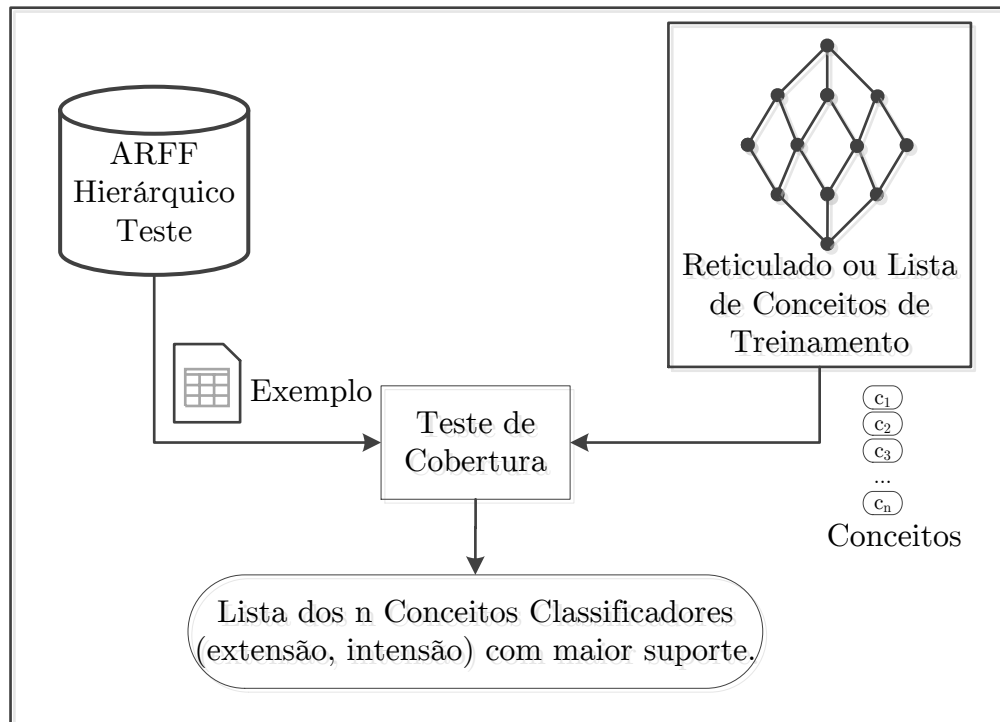 ARFF
Hierárquico
Teste
Reticulado ou Lista
de Conceitos de
Treinamento
Exemplo
Teste de
Cobertura
c₁
c₂
c₃
...
cₙ
Conceitos
Lista dos n Conceitos Classificadores
(extensão, intensão) com maior suporte.